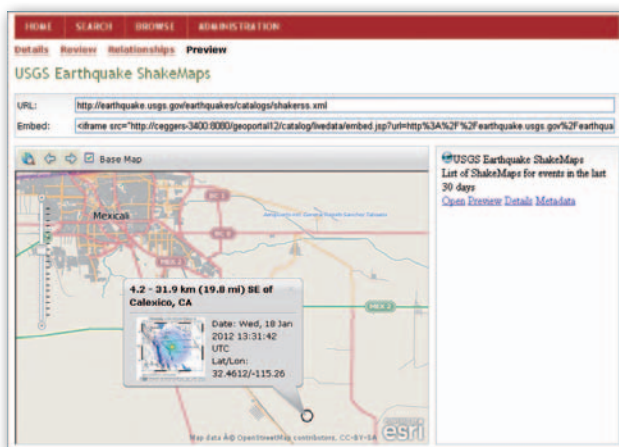 HOME SEARCH BROWSE ADMINISTRATION
Details Review Relationships Preview
USGS Earthquake ShakeMaps
URL: http://earthquake.usgs.gov/earthquakes/catalogs/shakerss.xml
Embed: <iframe src="http://ceggers-3400:8080/geoportal12/catalog/livedata/embed.jsp?url=http%3A%2F%2Fearthquake.usgs.gov%2Fearthqua
Base Map
Mexicali
MEX 2
MEX 2
4.2 - 31.9 km (19.8 mi) SE of
Calexico, CA
Date: Wed, 18 Jan
2012 13:31:42
UTC
Lat/Lon:
32.4612/-115.26
Map data © OpenStreetMap contributors, CC-BY-SA
esri
USGS Earthquake ShakeMaps
List of ShakeMaps for events in the last
30 days
Open Preview Details Metadata